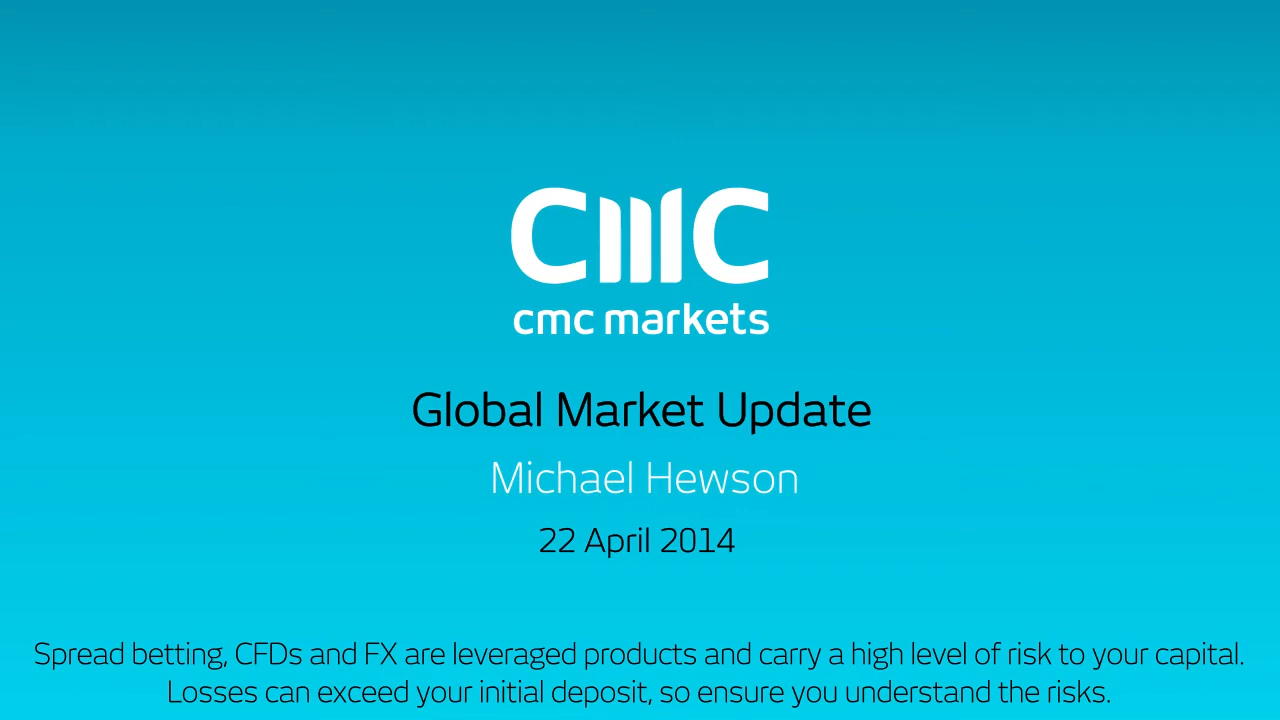 CMC
cmc markets
Global Market Update
Michael Hewson
22 April 2014
Spread betting, CFDs and FX are leveraged products and carry a high level of risk to your capital.
Losses can exceed your initial deposit, so ensure you understand the risks.